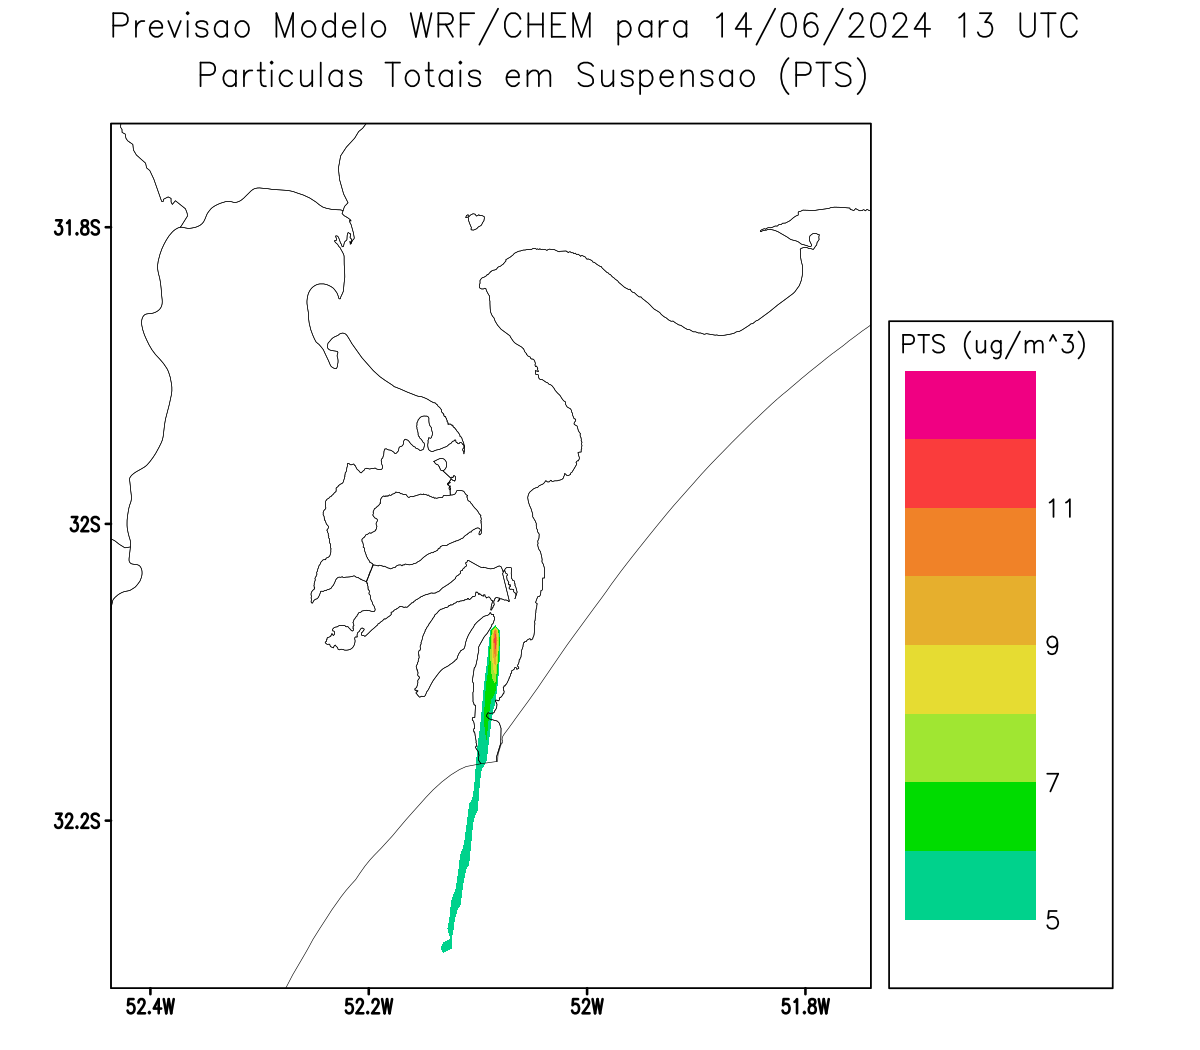 Previsao Modelo WRF/CHEM para 14/06/2024 13 UTC
Particulas Totais em Suspensao (PTS)
31.8S
32S
32.2S
52.4W 52.2W 52W 51.8W
PTS (ug/m^3)
11
9
7
5